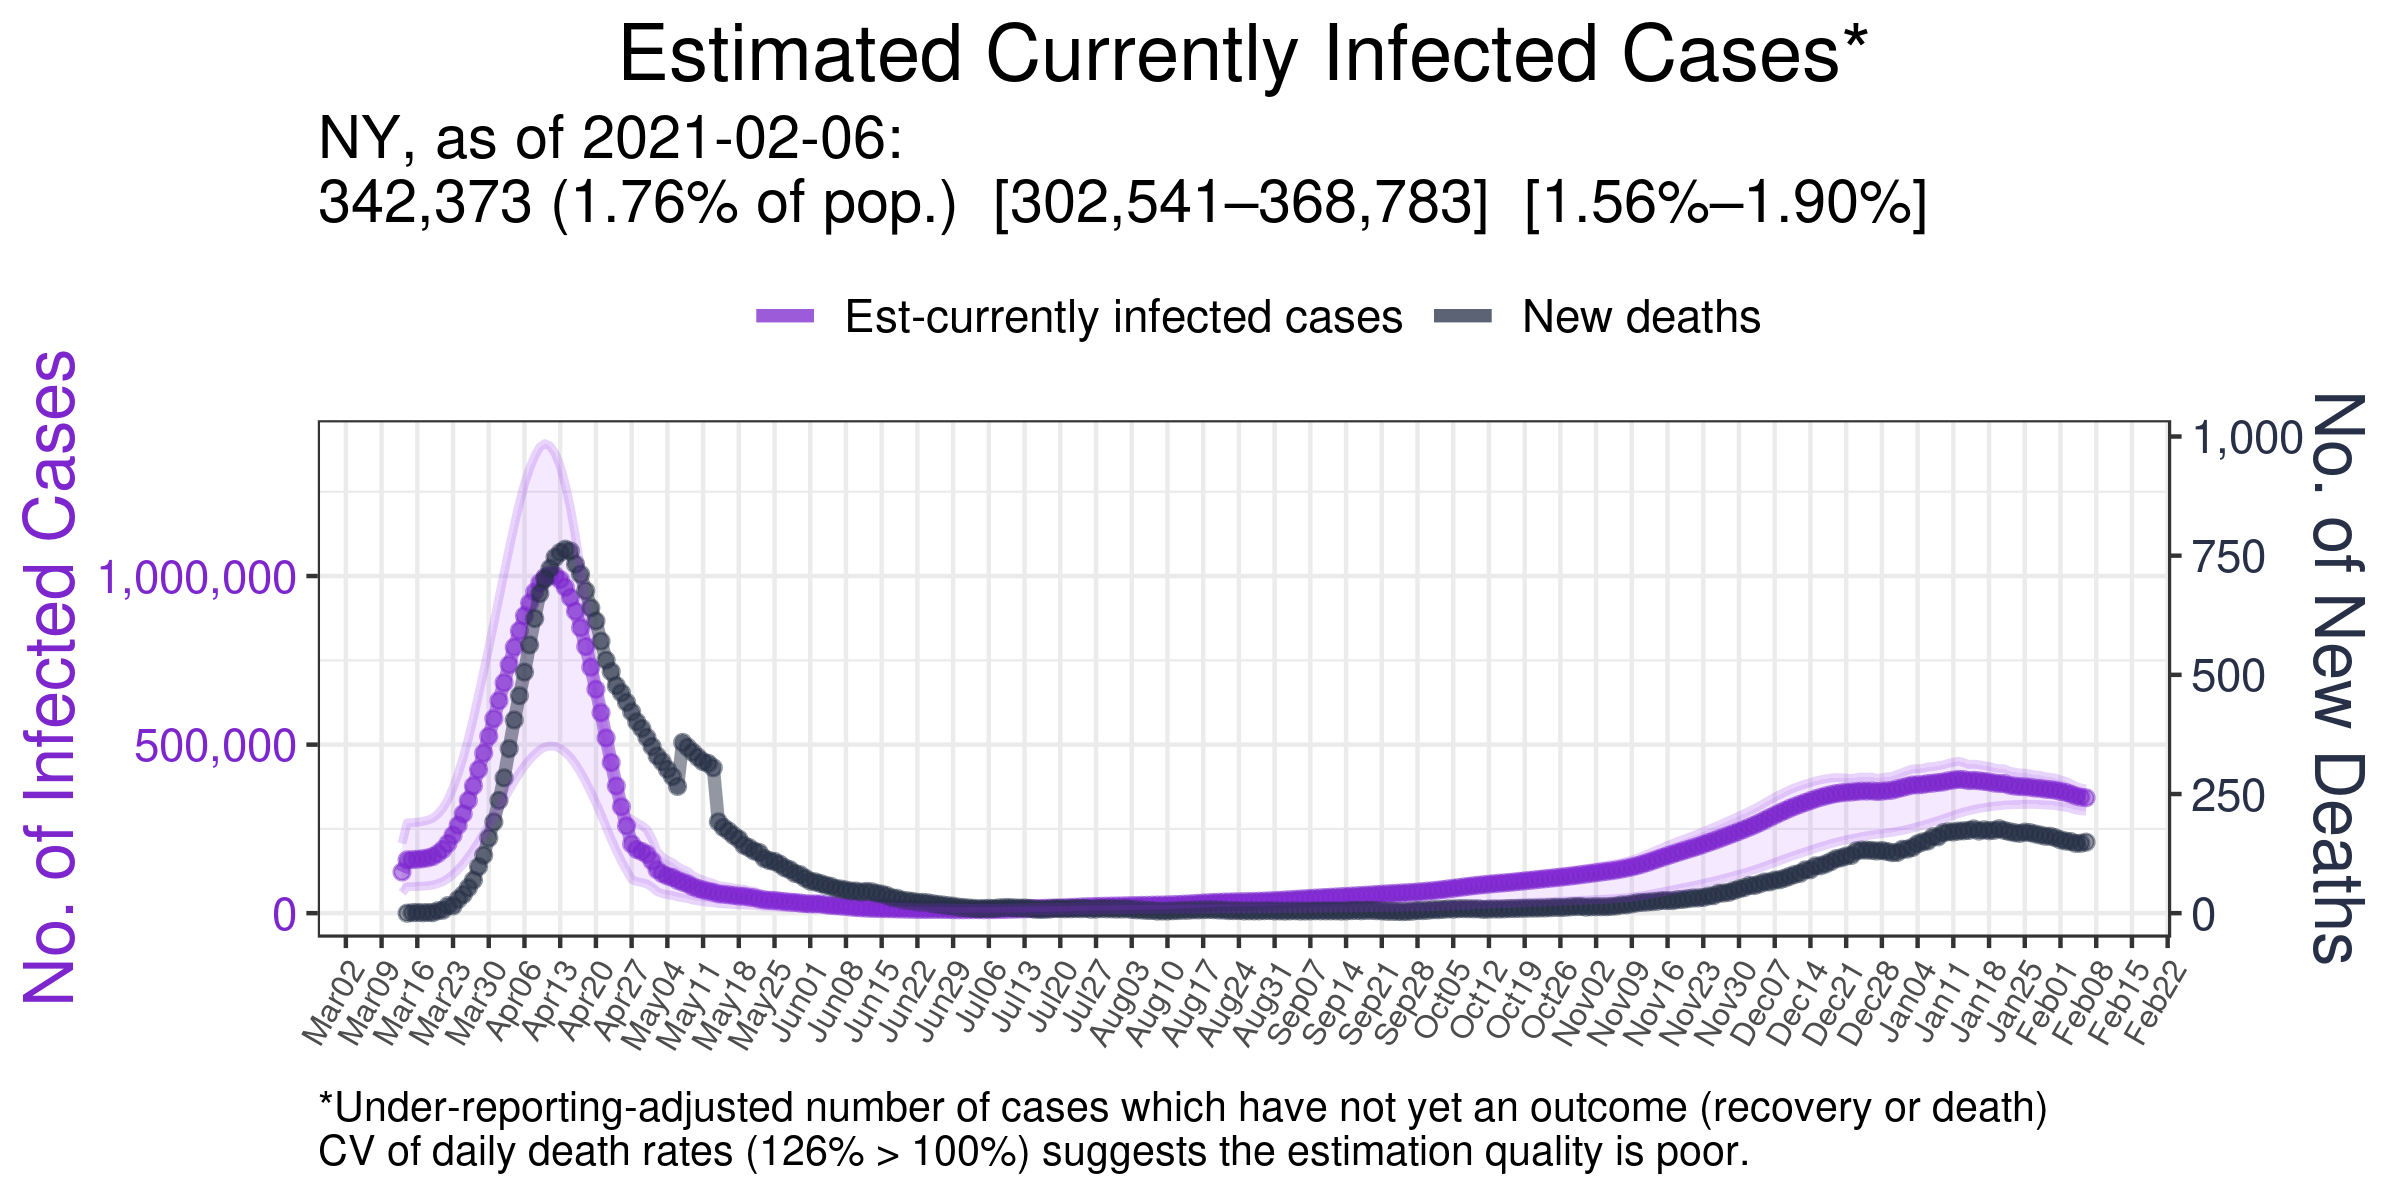 Estimated Currently Infected Cases*
NY, as of 2021-02-06:
342,373 (1.76% of pop.) [302,541–368,783] [1.56%–1.90%]
Est-currently infected cases
New deaths
No. of Infected Cases
1,000,000
500,000
0
No. of New Deaths
1,000
750
500
250
0
Mar02
Mar09
Mar16
Mar23
Mar30
Apr06
Apr13
Apr20
Apr27
May04
May11
May18
May25
Jun01
Jun08
Jun15
Jun22
Jun29
Jul06
Jul13
Jul20
Jul27
Aug03
Aug10
Aug17
Aug24
Aug31
Sep07
Sep14
Sep21
Sep28
Oct05
Oct12
Oct19
Oct26
Nov02
Nov09
Nov16
Nov23
Nov30
Dec07
Dec14
Dec21
Dec28
Jan04
Jan11
Jan18
Jan25
Feb01
Feb08
Feb15
Feb22
*Under-reporting-adjusted number of cases which have not yet an outcome (recovery or death)
CV of daily death rates (126% > 100%) suggests the estimation quality is poor.